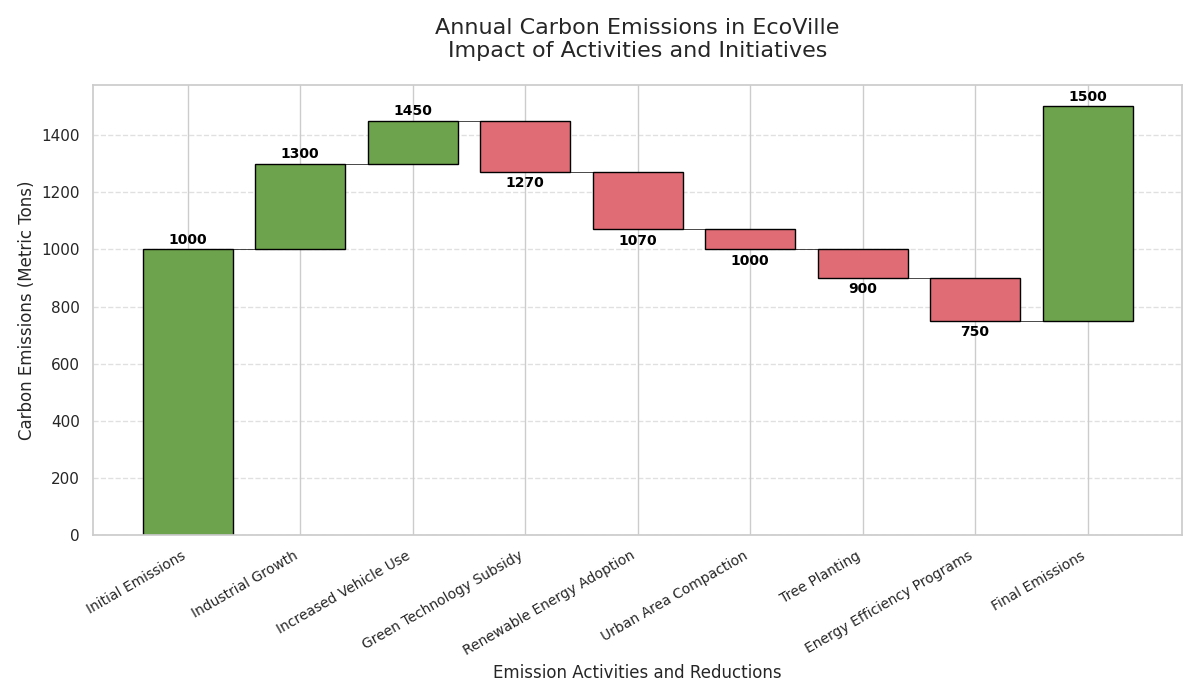 Annual Carbon Emissions in EcoVille
Impact of Activities and Initiatives
Carbon Emissions (Metric Tons)
1400
1200
1000
800
600
400
200
0
1000
1300
1450
1270
1070
1000
900
750
1500
Initial Emissions
Industrial Growth
Increased Vehicle Use
Green Technology Subsidy
Renewable Energy Adoption
Urban Area Compaction
Tree Planting
Energy Efficiency Programs
Final Emissions
Emission Activities and Reductions